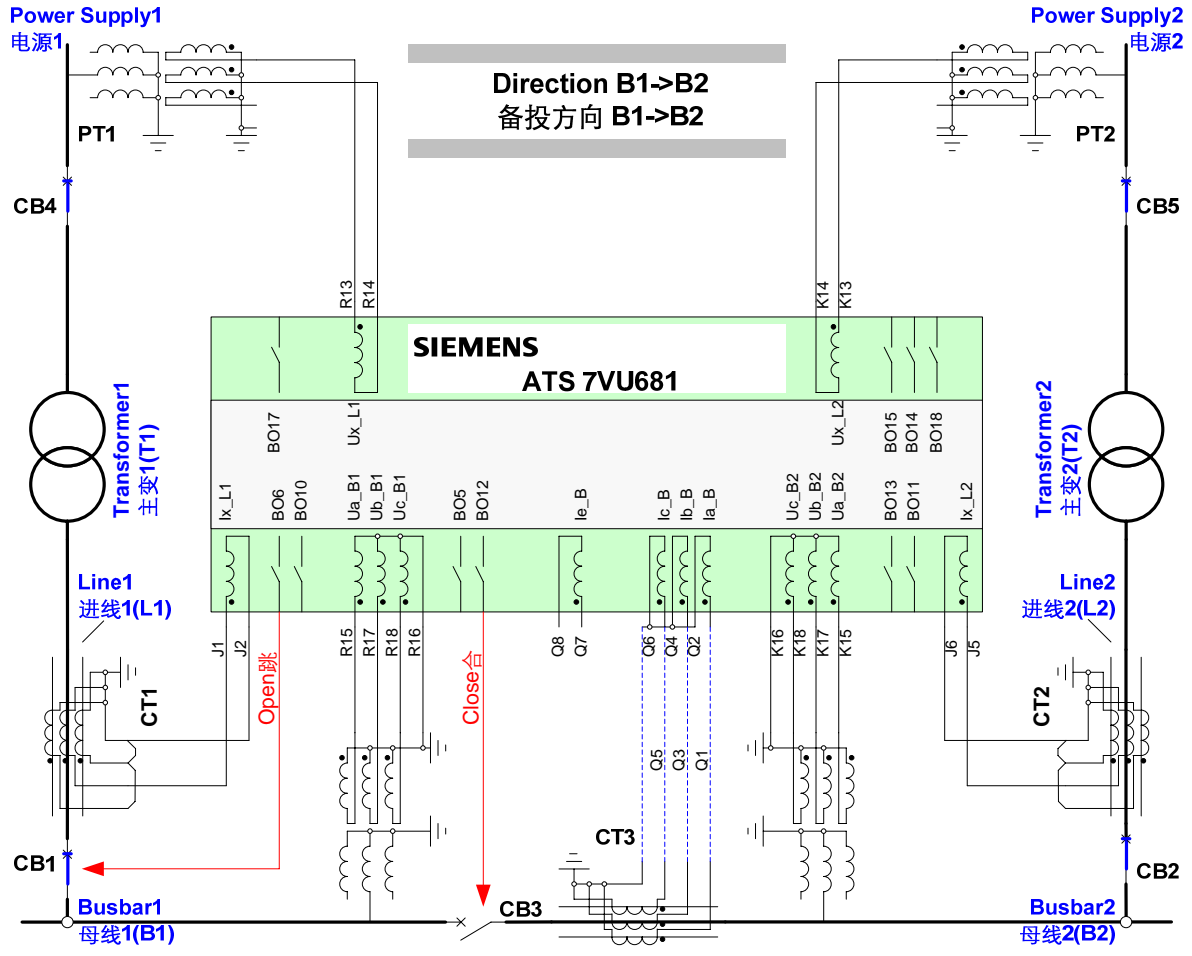 Power Supply1
电源1
Power Supply2
电源2
Direction B1->B2
备投方向 B1->B2
PT1
PT2
CB4
CB5
R13
R14
K14
K13
SIEMENS
ATS 7VU681
Transformer1
主变1(T1)
Transformer2
主变2(T2)
BO17
Ux_L1
Ux_L2
BO15
BO14
BO18
Ix_L1
BO6
BO10
Ua_B1
Ub_B1
Uc_B1
BO5
BO12
Ie_B
Ic_B
Ib_B
Ia_B
Uc_B2
Ub_B2
Ua_B2
BO13
BO11
Ix_L2
Line1
进线1(L1)
Line2
进线2(L2)
J1
J2
R15
R17
R18
R16
Q8
Q7
Q6
Q4
Q2
K16
K18
K17
K15
J6
J5
Open跳
Close合
CT1
CT2
Q5
Q3
Q1
CT3
CB1
CB2
CB3
Busbar1
母线1(B1)
Busbar2
母线2(B2)